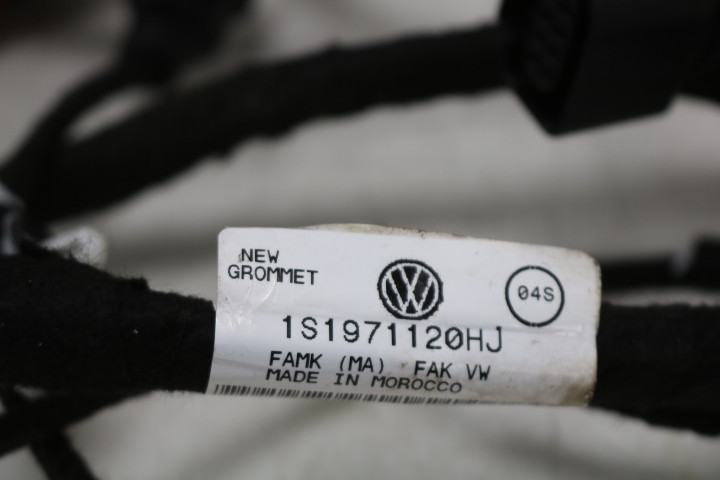 NEW
GROMMET
04S
1S1971120HJ
FAMK (MA) FAK VW
MADE IN MOROCCO